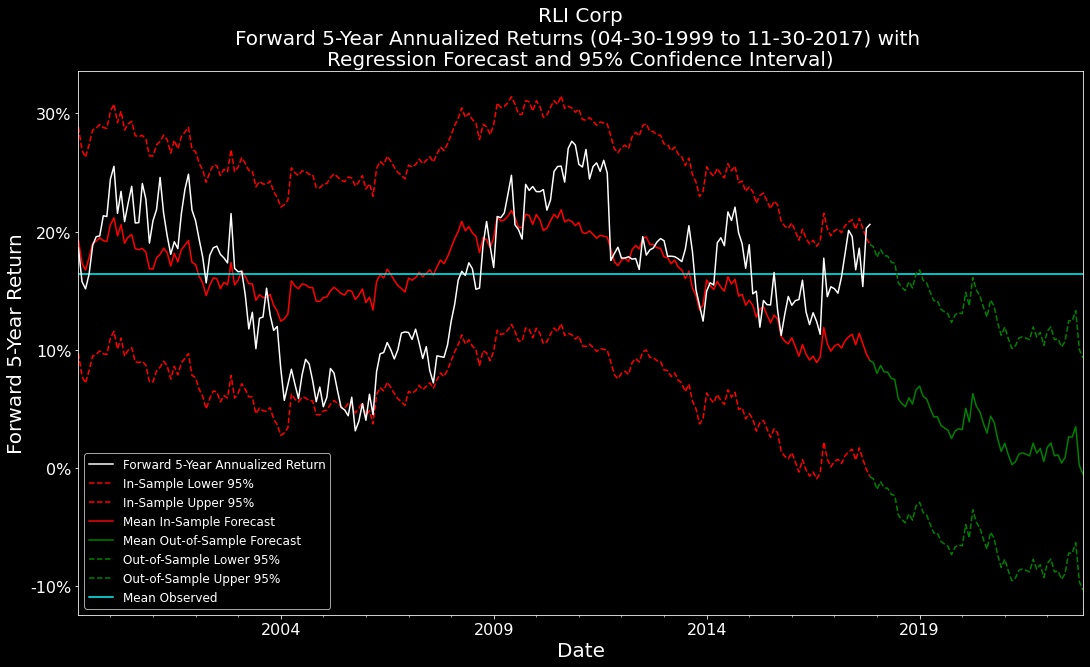 RLI Corp
Forward 5-Year Annualized Returns (04-30-1999 to 11-30-2017) with
Regression Forecast and 95% Confidence Interval)
Forward 5-Year Return
30%
20%
10%
0%
-10%
Forward 5-Year Annualized Return
In-Sample Lower 95%
In-Sample Upper 95%
Mean In-Sample Forecast
Mean Out-of-Sample Forecast
Out-of-Sample Lower 95%
Out-of-Sample Upper 95%
Mean Observed
2004 2009 2014 2019
Date